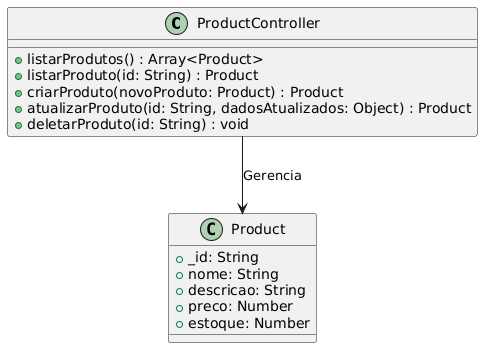 C ProductController
listarProdutos() : Array<Product>
listarProduto(id: String) : Product
criarProduto(novoProduto: Product) : Product
atualizarProduto(id: String, dadosAtualizados: Object) : Product
deletarProduto(id: String) : void
Gerencia
C Product
_id: String
nome: String
descricao: String
preco: Number
estoque: Number